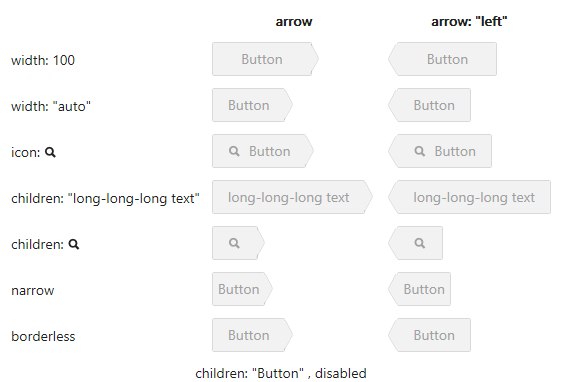 arrow arrow: "left"
width: 100 Button Button
width: "auto" Button Button
icon: Button Button
children: "long-long-long text" long-long-long text long-long-long text
children:
narrow Button Button
borderless Button Button
children: "Button" , disabled